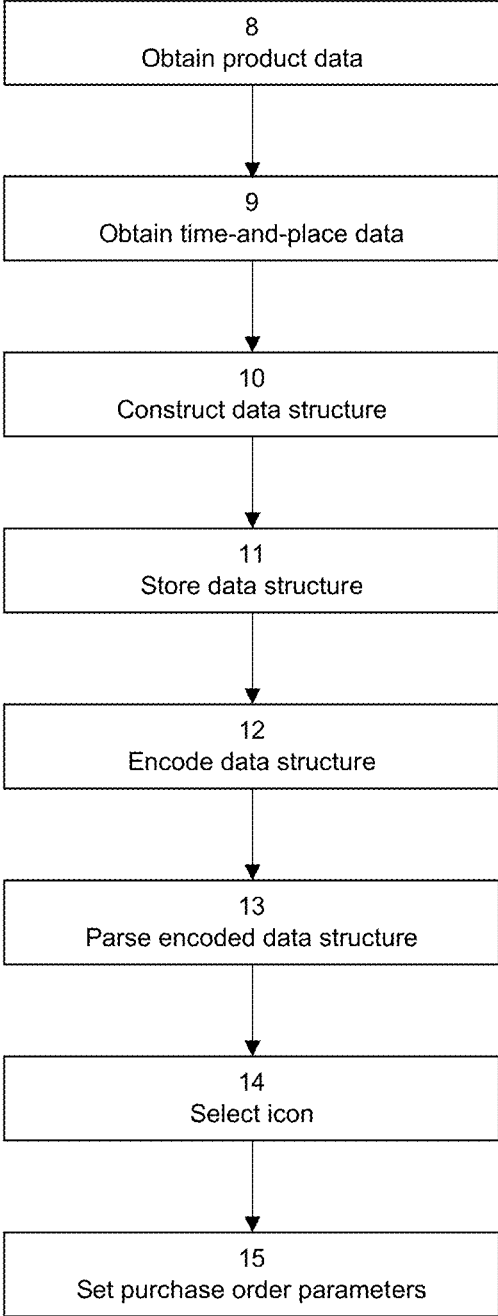 8
Obtain product data
9
Obtain time-and-place data
10
Construct data structure
11
Store data structure
12
Encode data structure
13
Parse encoded data structure
14
Select icon
15
Set purchase order parameters